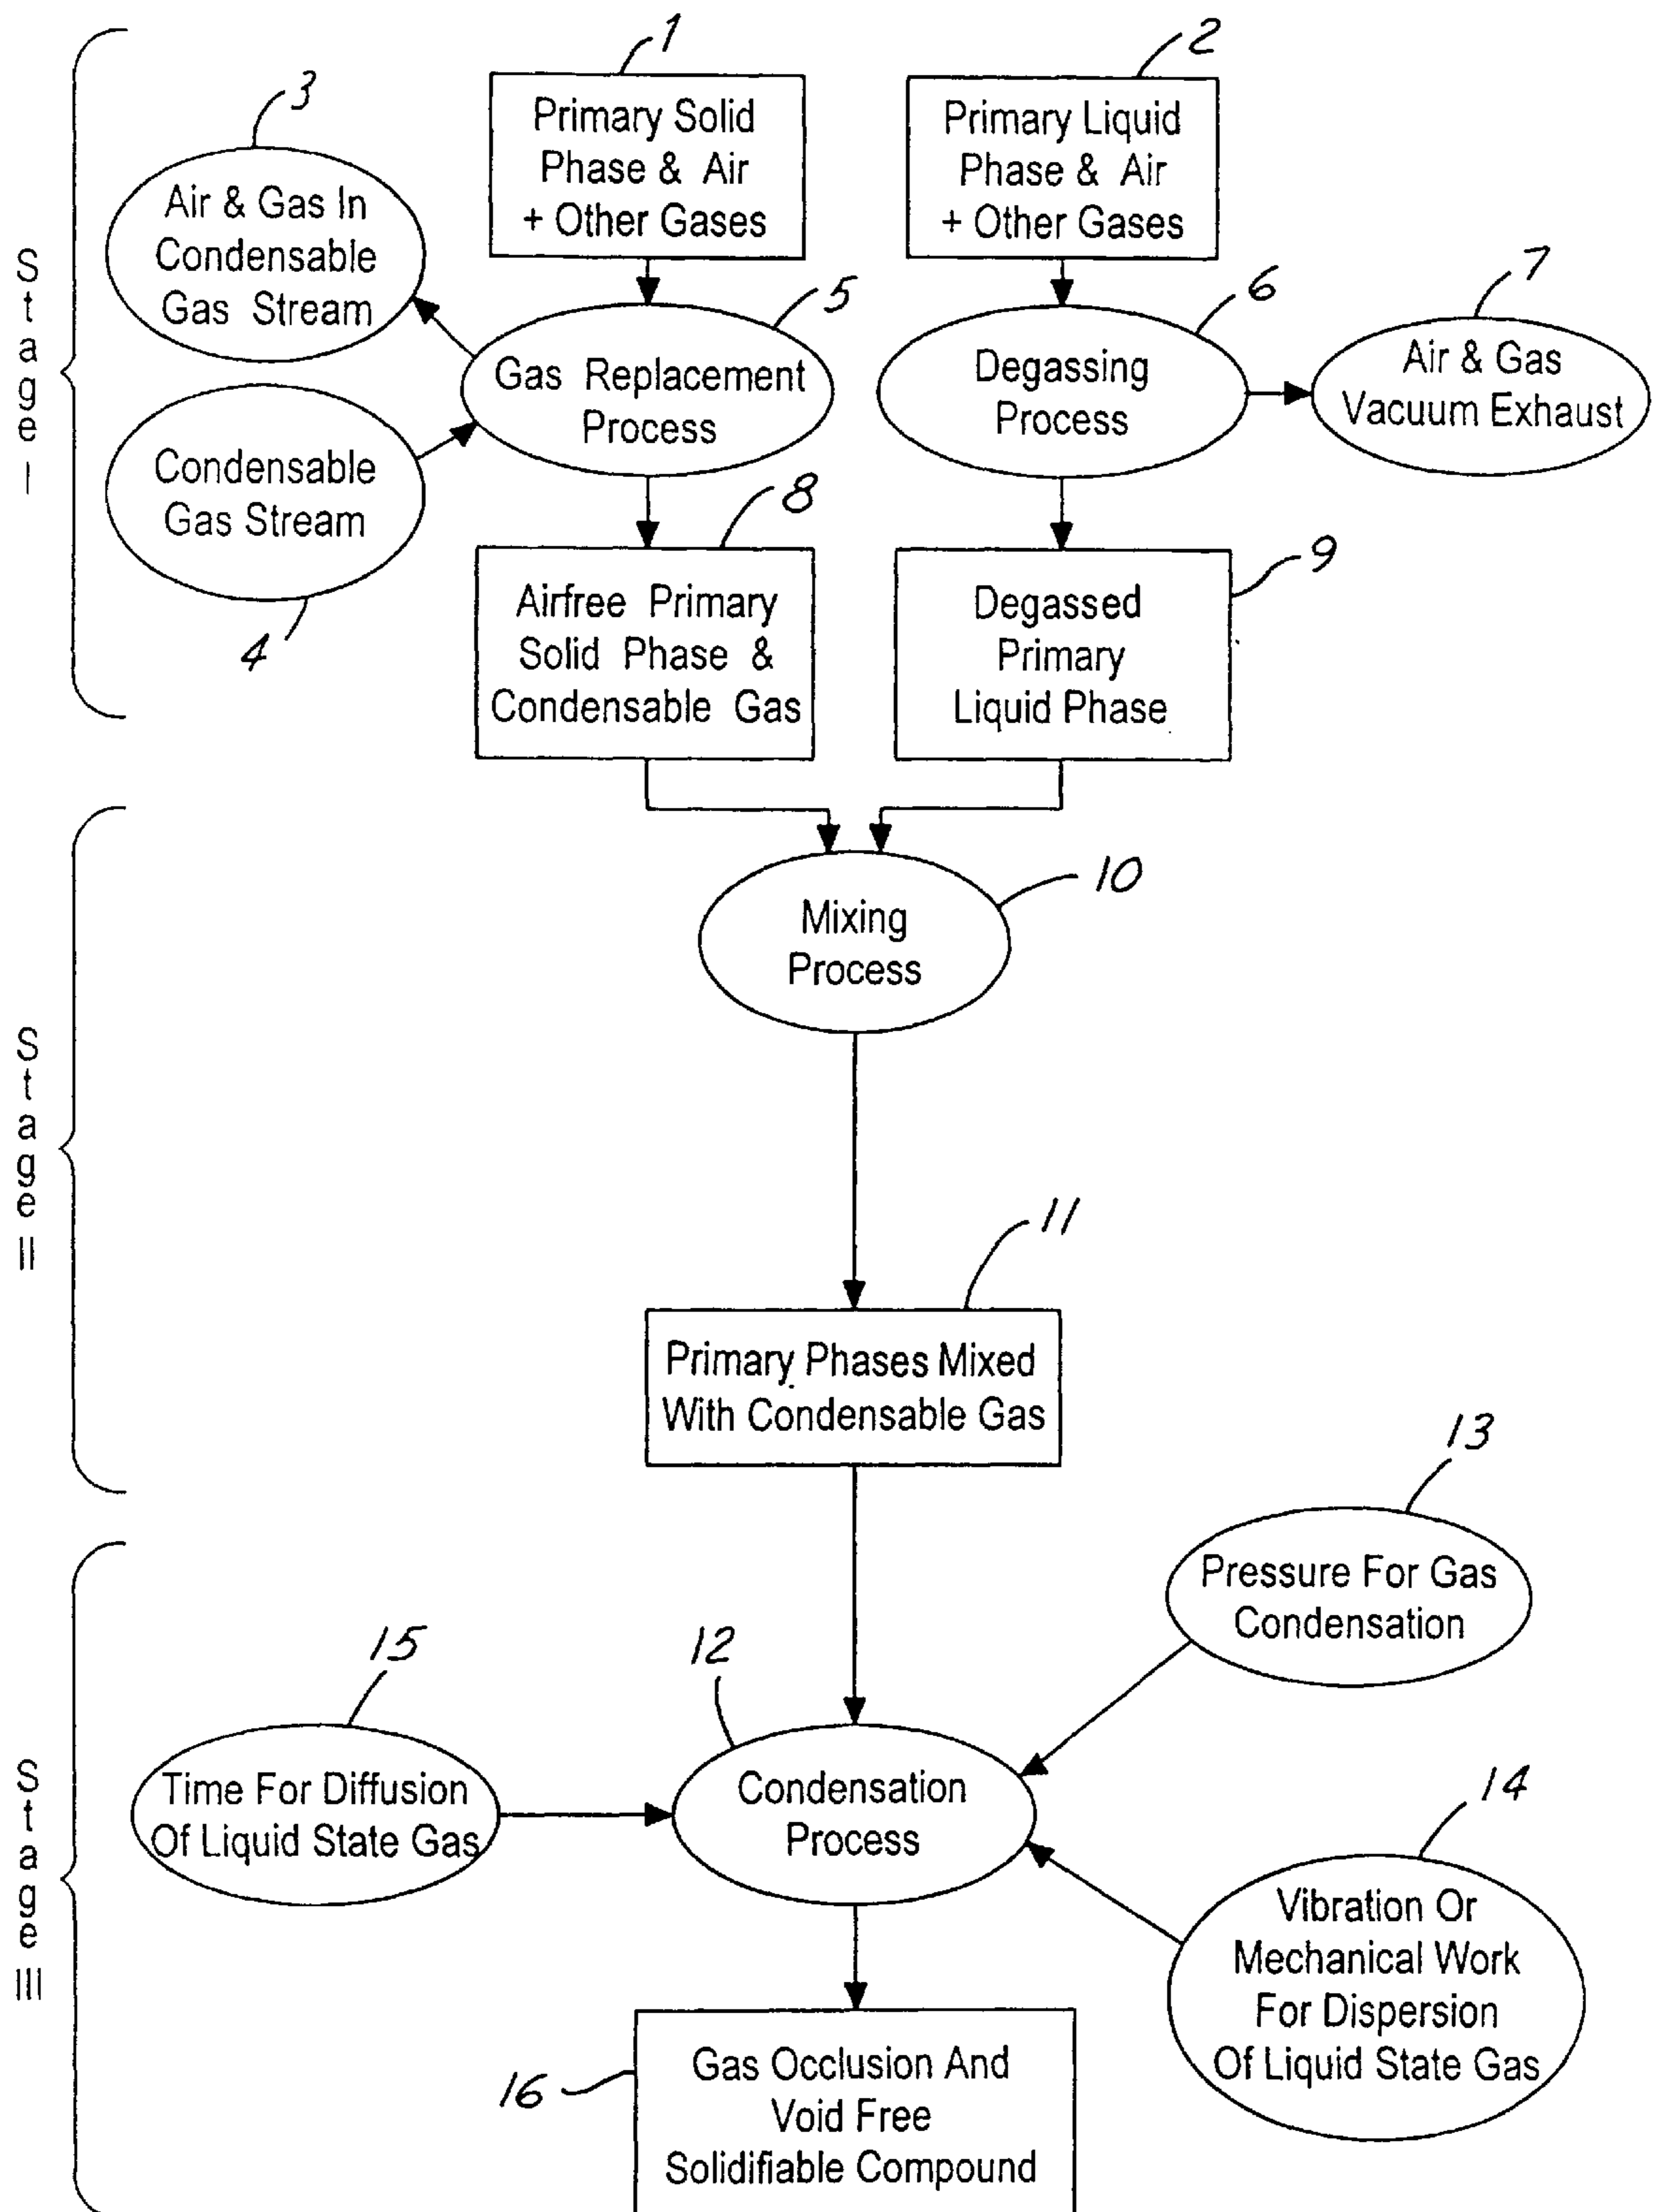 1
2
3
Primary Solid
Phase & Air
+ Other Gases
Primary Liquid
Phase & Air
+ Other Gases
Air & Gas In
Condensable
Gas Stream
5
6
7
Gas Replacement
Process
Degassing
Process
Air & Gas
Vacuum Exhaust
Condensable
Gas Stream
4
8
9
Airfree Primary
Solid Phase &
Condensable Gas
Degassed
Primary
Liquid Phase
Stage I
10
Mixing
Process
11
Primary Phases Mixed
With Condensable Gas
Stage II
13
Pressure For Gas
Condensation
15
12
Time For Diffusion
Of Liquid State Gas
Condensation
Process
14
Vibration Or
Mechanical Work
For Dispersion
Of Liquid State Gas
16
Gas Occlusion And
Void Free
Solidifiable Compound
Stage III